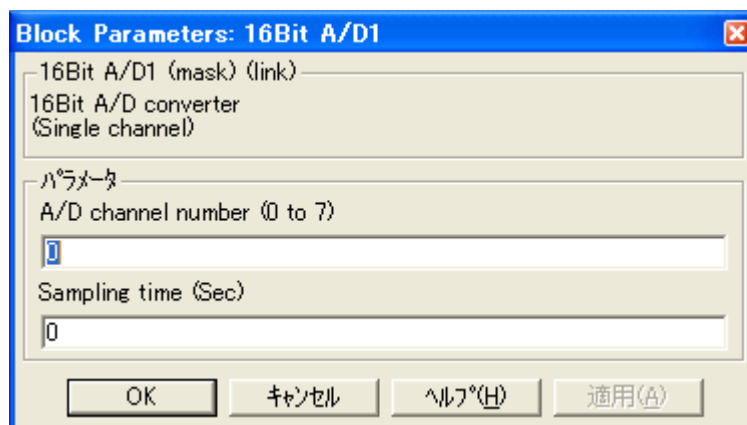 Block Parameters: 16Bit A/D1
16Bit A/D1 (mask) (link)
16Bit A/D converter
(Single channel)
パラメータ
A/D channel number (0 to 7)
0
Sampling time (Sec)
0
OK キャンセル ヘルプ(H) 適用(A)